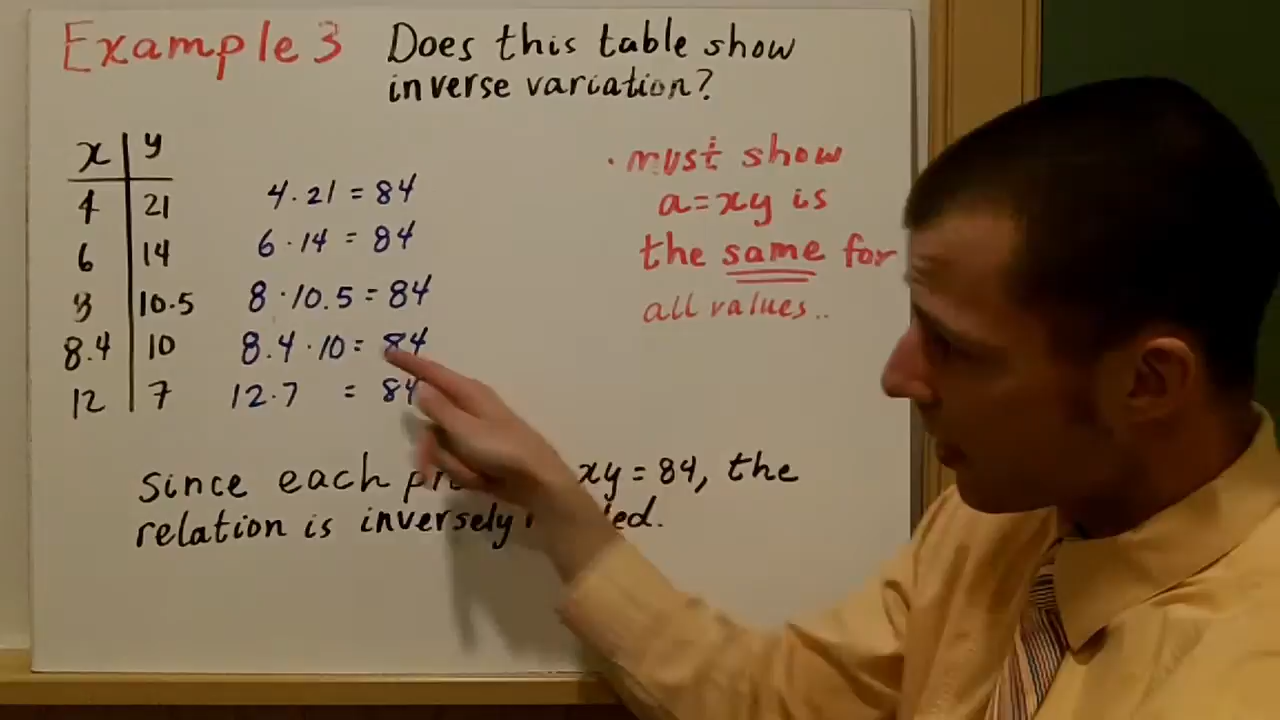 Example 3 Does this table show
inverse variation?
x y
4 21 4 · 21 = 84
6 14 6 · 14 = 84
8 10.5 8 · 10.5 = 84
8.4 10 8.4 · 10 = 84
12 7 12 · 7 = 84
· must show
a = xy is
the same for
all values..
since each xy = 84, the
relation is inversely